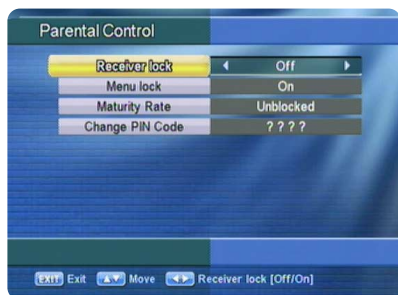 Parental Control
Receiver lock Off
Menu lock On
Maturity Rate Unblocked
Change PIN Code ? ? ? ?
EXIT Exit ▲▼ Move ◀▶ Receiver lock [Off/On]